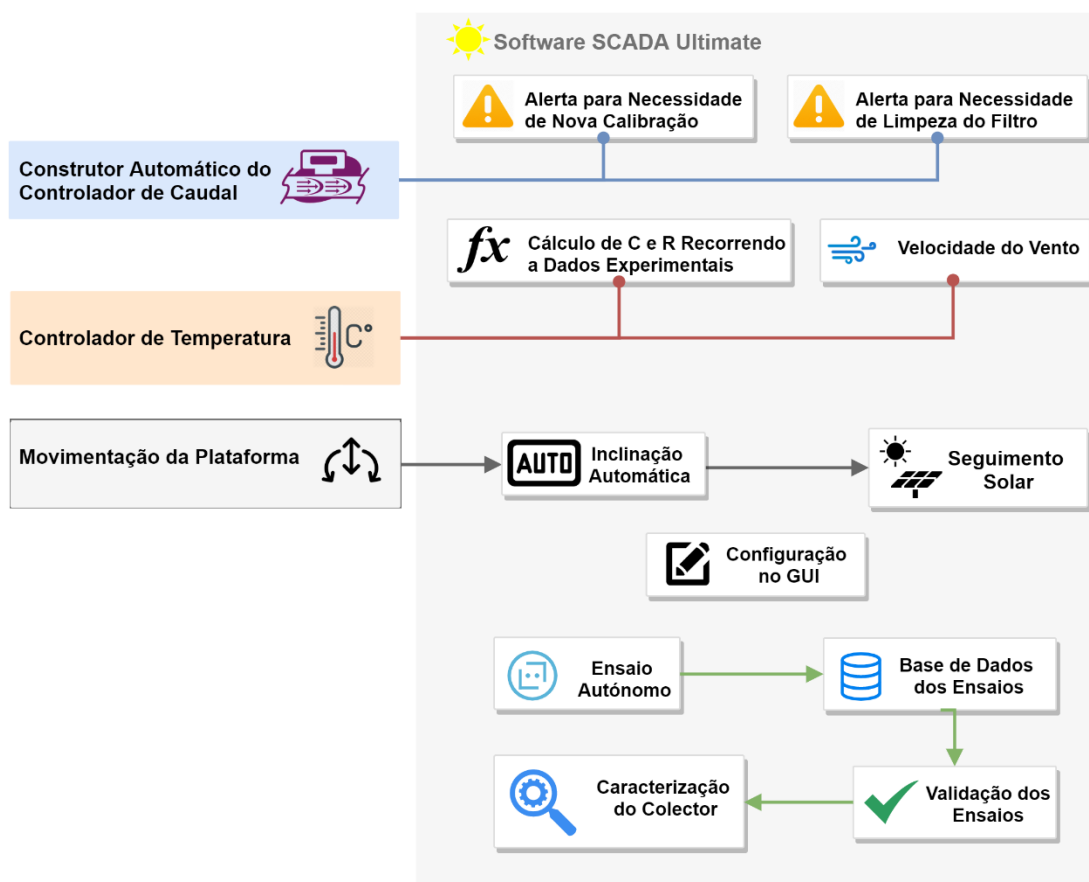 Software SCADA Ultimate
Alerta para Necessidade
de Nova Calibração
Alerta para Necessidade
de Limpeza do Filtro
Construtor Automático do
Controlador de Caudal
fx
Cálculo de C e R Recorrendo
a Dados Experimentais
Velocidade do Vento
Controlador de Temperatura
C°
Movimentação da Plataforma
AUTO
Inclinação
Automática
Seguimento
Solar
Configuração
no GUI
Ensaio
Autónomo
Base de Dados
dos Ensaios
Caracterização
do Colector
Validação dos
Ensaios